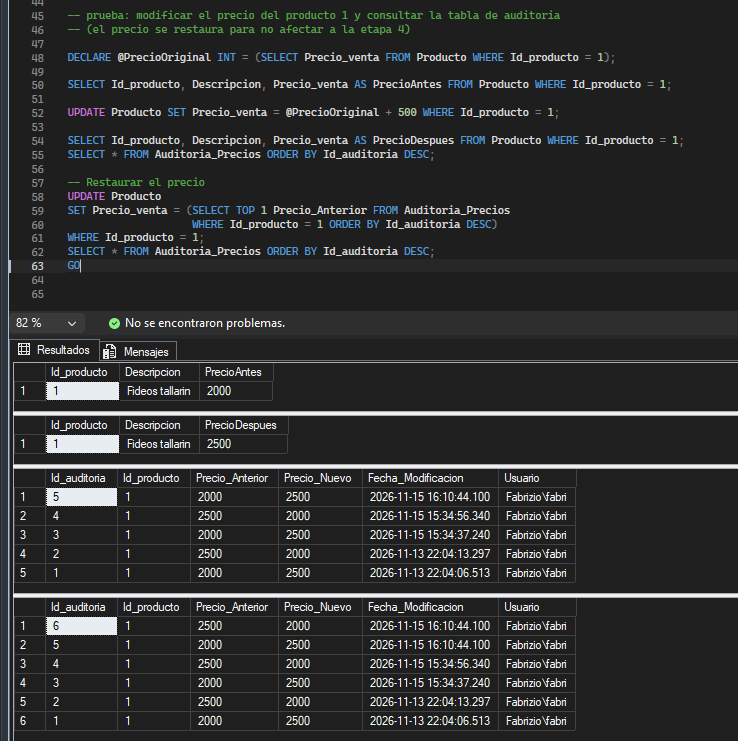 44
45 -- prueba: modificar el precio del producto 1 y consultar la tabla de auditoria
46 -- (el precio se restaura para no afectar a la etapa 4)
47
48 DECLARE @PrecioOriginal INT = (SELECT Precio_venta FROM Producto WHERE Id_producto = 1);
49
50 SELECT Id_producto, Descripcion, Precio_venta AS PrecioAntes FROM Producto WHERE Id_producto = 1;
51
52 UPDATE Producto SET Precio_venta = @PrecioOriginal + 500 WHERE Id_producto = 1;
53
54 SELECT Id_producto, Descripcion, Precio_venta AS PrecioDespues FROM Producto WHERE Id_producto = 1;
55 SELECT * FROM Auditoria_Precios ORDER BY Id_auditoria DESC;
56
57 -- Restaurar el precio
58 UPDATE Producto
59 SET Precio_venta = (SELECT TOP 1 Precio_Anterior FROM Auditoria_Precios
60 WHERE Id_producto = 1 ORDER BY Id_auditoria DESC)
61 WHERE Id_producto = 1;
62 SELECT * FROM Auditoria_Precios ORDER BY Id_auditoria DESC;
63 GO
64
65
82 % No se encontraron problemas.
Resultados Mensajes
Id_producto Descripcion PrecioAntes
1 1 Fideos tallarin 2000
Id_producto Descripcion PrecioDespues
1 1 Fideos tallarin 2500
Id_auditoria Id_producto Precio_Anterior Precio_Nuevo Fecha_Modificacion Usuario
1 5 1 2000 2500 2026-11-15 16:10:44.100 Fabrizio\fabri
2 4 1 2500 2000 2026-11-15 15:34:56.340 Fabrizio\fabri
3 3 1 2000 2500 2026-11-15 15:34:37.240 Fabrizio\fabri
4 2 1 2500 2000 2026-11-13 22:04:13.297 Fabrizio\fabri
5 1 1 2000 2500 2026-11-13 22:04:06.513 Fabrizio\fabri
Id_auditoria Id_producto Precio_Anterior Precio_Nuevo Fecha_Modificacion Usuario
1 6 1 2500 2000 2026-11-15 16:10:44.100 Fabrizio\fabri
2 5 1 2000 2500 2026-11-15 16:10:44.100 Fabrizio\fabri
3 4 1 2500 2000 2026-11-15 15:34:56.340 Fabrizio\fabri
4 3 1 2000 2500 2026-11-15 15:34:37.240 Fabrizio\fabri
5 2 1 2500 2000 2026-11-13 22:04:13.297 Fabrizio\fabri
6 1 1 2000 2500 2026-11-13 22:04:06.513 Fabrizio\fabri